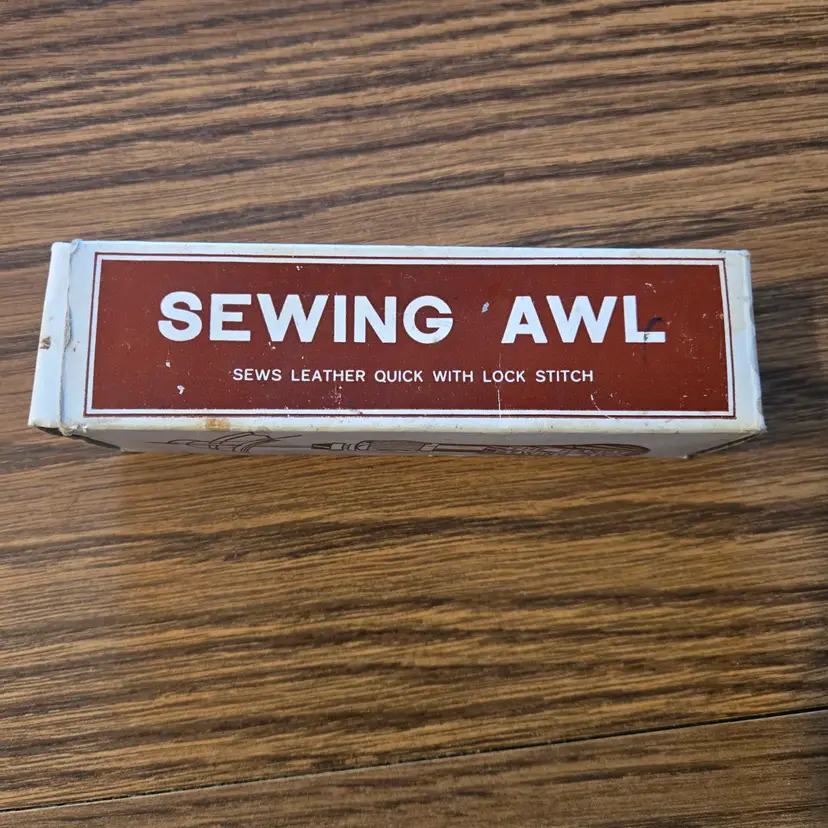 SEWING AWL
SEWS LEATHER QUICK WITH LOCK STITCH